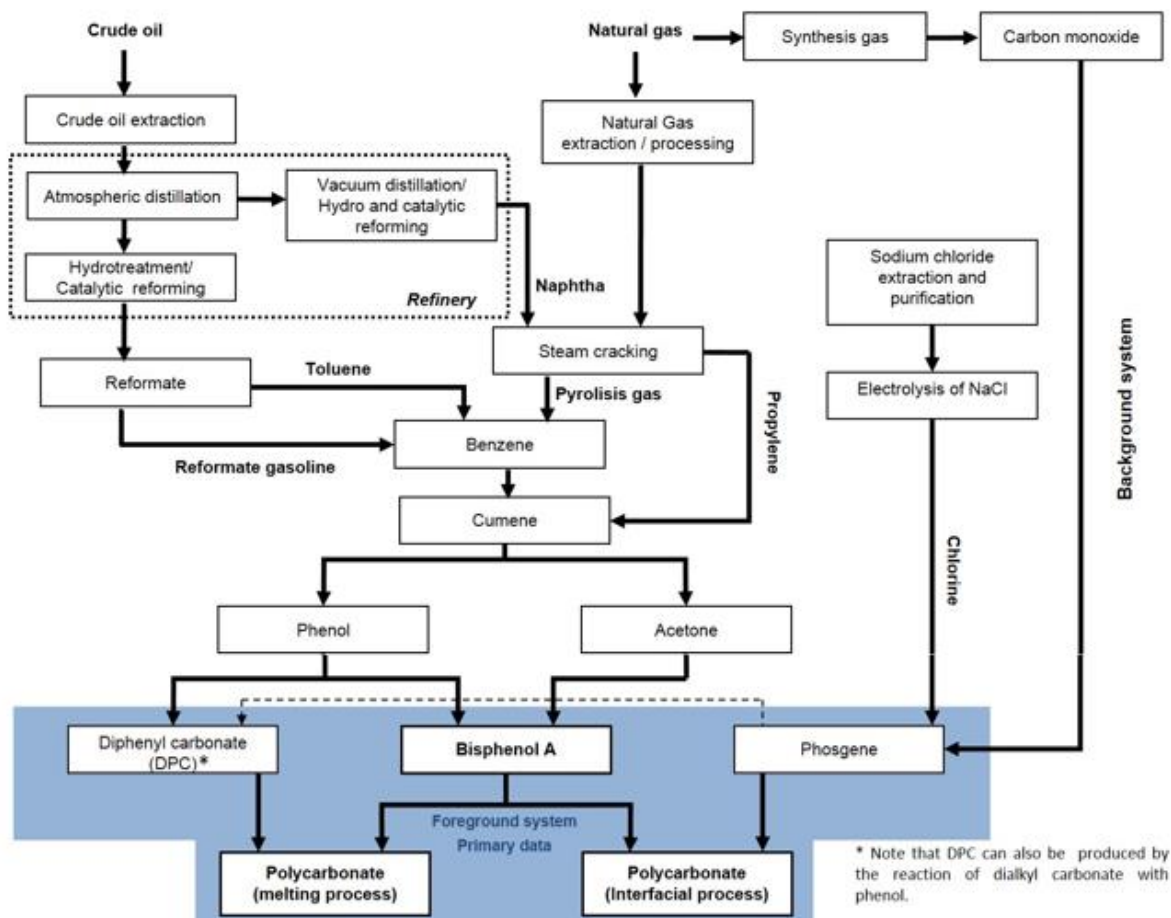 Crude oil
Natural gas
Synthesis gas
Carbon monoxide
Crude oil extraction
Natural Gas
extraction / processing
Atmospheric distillation
Vacuum distillation/
Hydro and catalytic
reforming
Hydrotreatment/
Catalytic reforming
Refinery
Naphtha
Sodium chloride
extraction and
purification
Steam cracking
Reformate
Toluene
Pyrolisis gas
Propylene
Electrolysis of NaCl
Background system
Benzene
Reformate gasoline
Cumene
Chlorine
Phenol
Acetone
Diphenyl carbonate
(DPC)*
Bisphenol A
Phosgene
Foreground system
Primary data
Polycarbonate
(melting process)
Polycarbonate
(Interfacial process)
* Note that DPC can also be produced by
the reaction of dialkyl carbonate with
phenol.